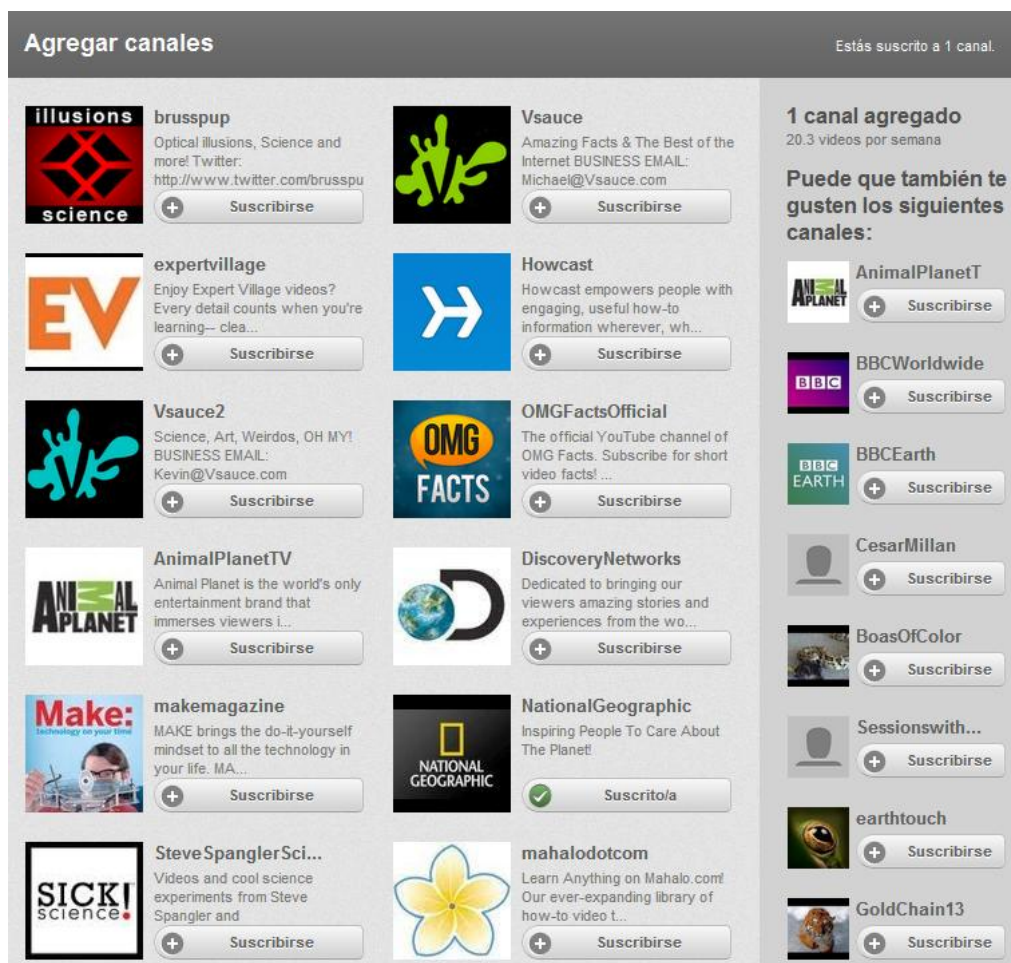 Agregar canales
Estás suscrito a 1 canal.
illusions
science
brusspup
Optical illusions, Science and
more! Twitter:
http://www.twitter.com/brusspu
Suscribirse
Vsauce
Amazing Facts & The Best of the
Internet BUSINESS EMAIL:
Michael@Vsauce.com
Suscribirse
EV
expertvillage
Enjoy Expert Village videos?
Every detail counts when you're
learning-- clea...
Suscribirse
Howcast
Howcast empowers people with
engaging, useful how-to
information wherever, wh...
Suscribirse
Vsauce2
Science, Art, Weirdos, OH MY!
BUSINESS EMAIL:
Kevin@Vsauce.com
Suscribirse
OMG
FACTS
OMGFactsOfficial
The official YouTube channel of
OMG Facts. Subscribe for short
video facts! ...
Suscribirse
ANIMAL
APLANET
AnimalPlanetTV
Animal Planet is the world's only
entertainment brand that
immerses viewers i...
Suscribirse
D
DiscoveryNetworks
Dedicated to bringing our
viewers amazing stories and
experiences from the wo...
Suscribirse
Make:
technology on your time
makemagazine
MAKE brings the do-it-yourself
mindset to all the technology in
your life. MA...
Suscribirse
NATIONAL
GEOGRAPHIC
NationalGeographic
Inspiring People To Care About
The Planet!
Suscrito/a
SICK!
science
SteveSpanglerSci...
Videos and cool science
experiments from Steve
Spangler and
Suscribirse
mahalodotcom
Learn Anything on Mahalo.com!
Our ever-expanding library of
how-to video t...
Suscribirse
1 canal agregado
20.3 videos por semana
Puede que también te
gusten los siguientes
canales:
ANIMAL
PLANET
AnimalPlanetT
Suscribirse
BBC
BBCWorldwide
Suscribirse
BBC
EARTH
BBCEarth
Suscribirse
CesarMillan
Suscribirse
BoasOfColor
Suscribirse
Sessionswith...
Suscribirse
earthtouch
Suscribirse
GoldChain13
Suscribirse